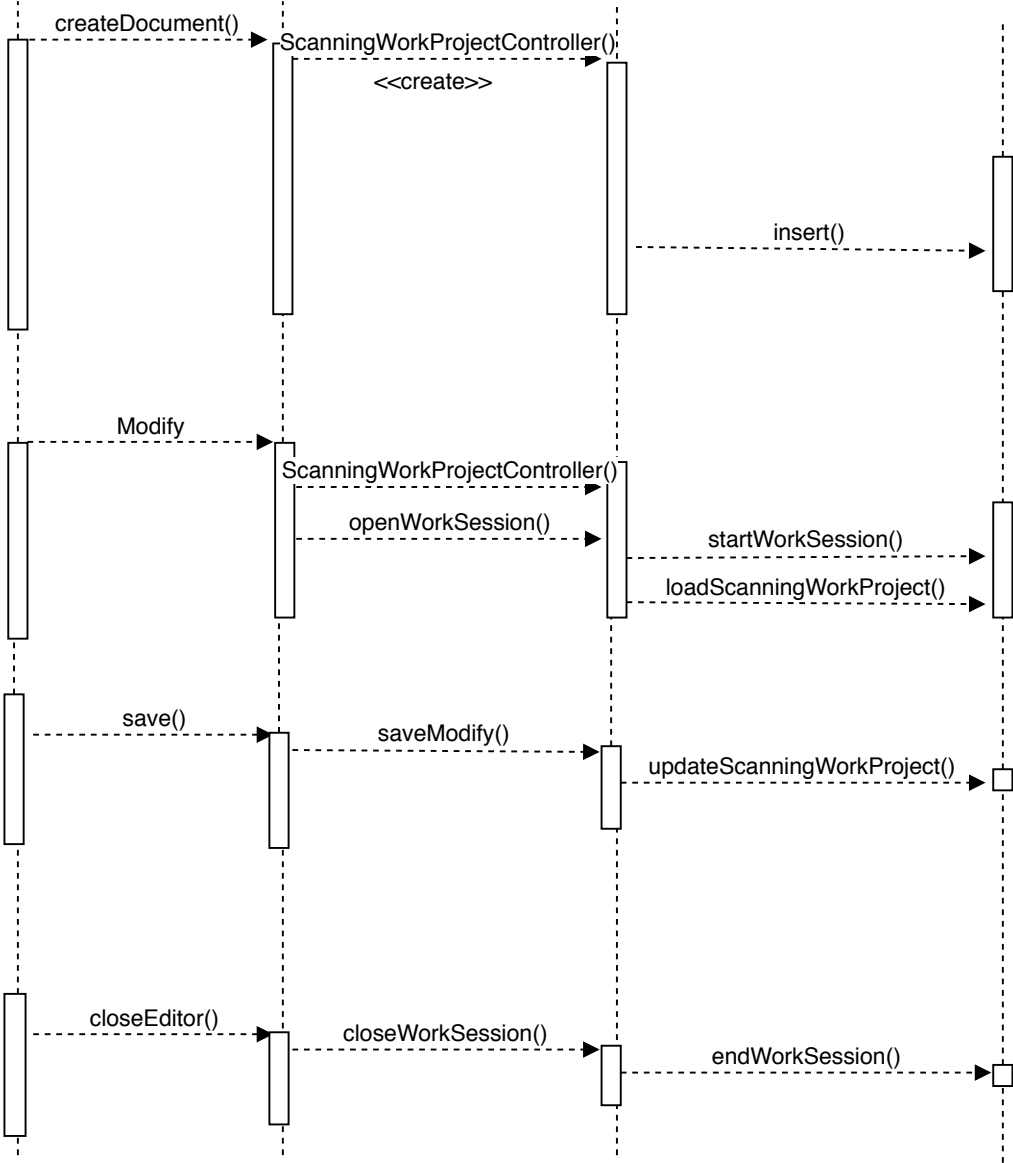 createDocument()
ScanningWorkProjectController()
<<create>>
insert()
Modify
ScanningWorkProjectController()
openWorkSession()
startWorkSession()
loadScanningWorkProject()
save()
saveModify()
updateScanningWorkProject()
closeEditor()
closeWorkSession()
endWorkSession()